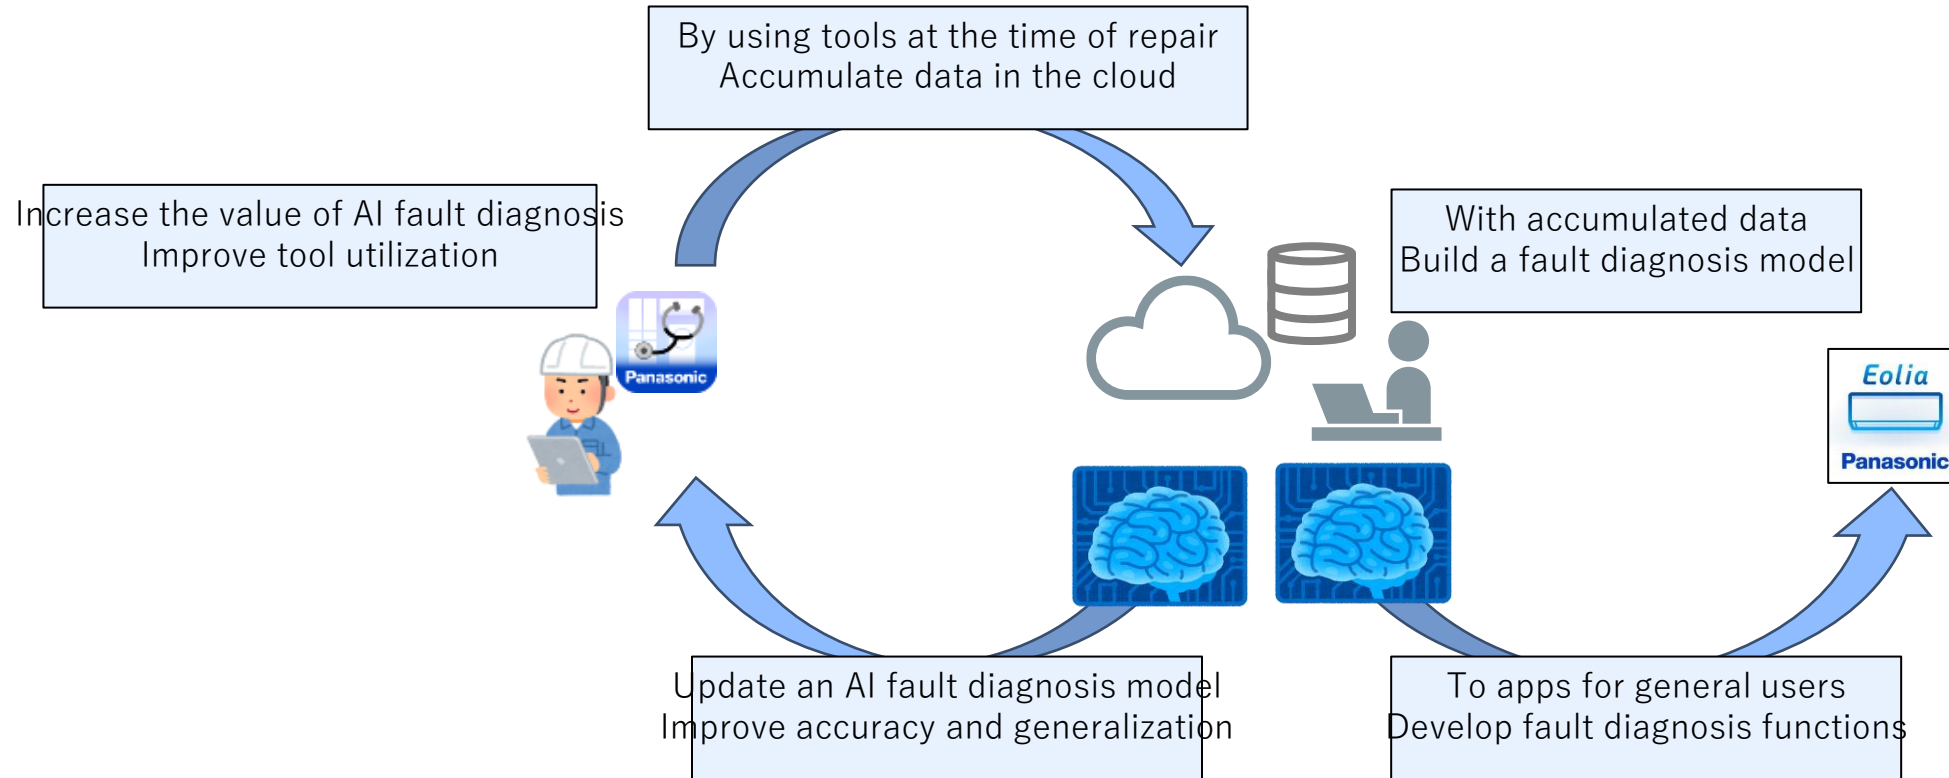 By using tools at the time of repair
Accumulate data in the cloud
Increase the value of AI fault diagnosis
Improve tool utilization
With accumulated data
Build a fault diagnosis model
Panasonic
Eolia
Panasonic
Update an AI fault diagnosis model
Improve accuracy and generalization
To apps for general users
Develop fault diagnosis functions